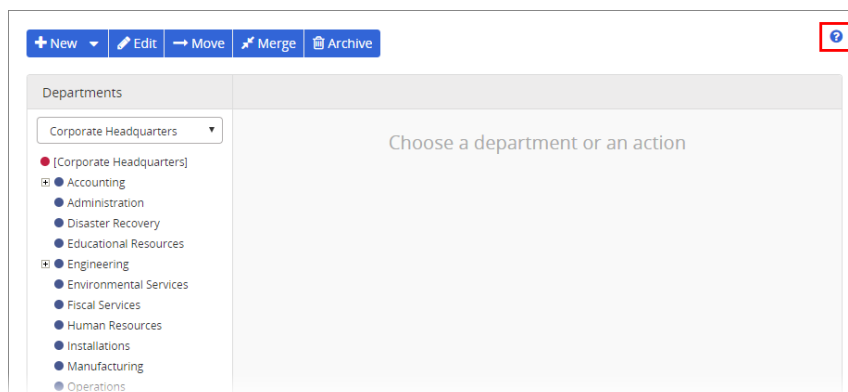 New Edit Move Merge Archive
?
Departments
Corporate Headquarters
Choose a department or an action
[Corporate Headquarters]
Accounting
Administration
Disaster Recovery
Educational Resources
Engineering
Environmental Services
Fiscal Services
Human Resources
Installations
Manufacturing
Operations